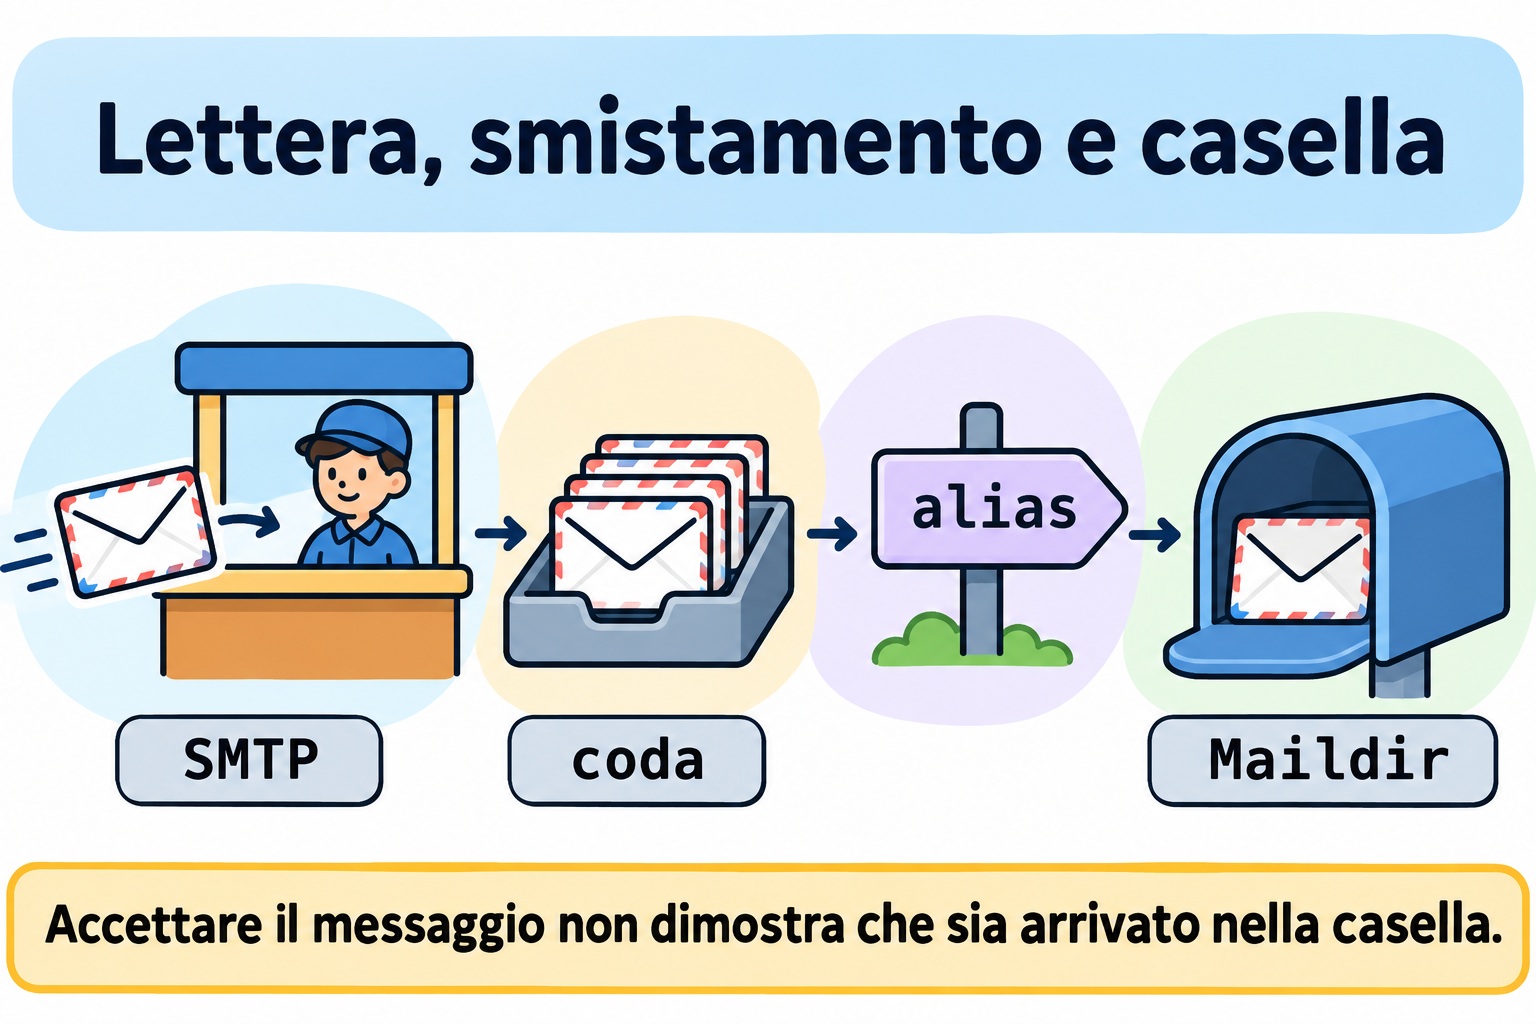 Lettera, smistamento e casella
alias
SMTP
coda
Maildir
Accettare il messaggio non dimostra che sia arrivato nella casella.